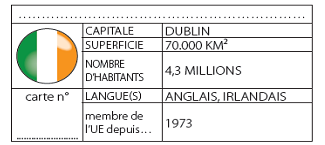 CAPITALE DUBLIN
SUPERFICIE 70.000 KM²
NOMBRE D'HABITANTS 4,3 MILLIONS
carte n° LANGUE(S) ANGLAIS, IRLANDAIS
membre de l'UE depuis... 1973